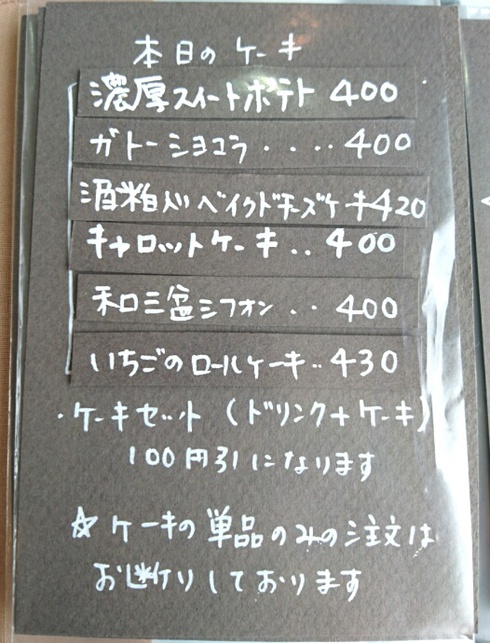 本日のケーキ
濃厚スイートポテト 400
ガトーショコラ・・・・400
酒粕入りベイクドチーズケーキ420
キャロットケーキ・・400
和三盆シフォン・・400
いちごのロールケーキ・・430
・ケーキセット（ドリンク+ケーキ）
100円引になります
☆ケーキの単品のみの注文は
お断りしております